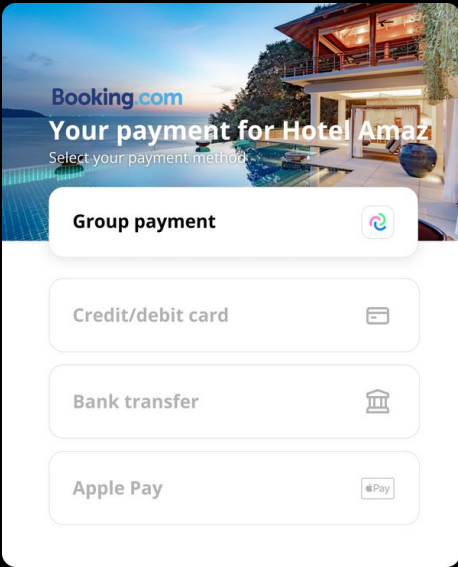 Booking.com
Your payment for Hotel Amaz
Select your payment method
Group payment
Credit/debit card
Bank transfer
Apple Pay
Pay